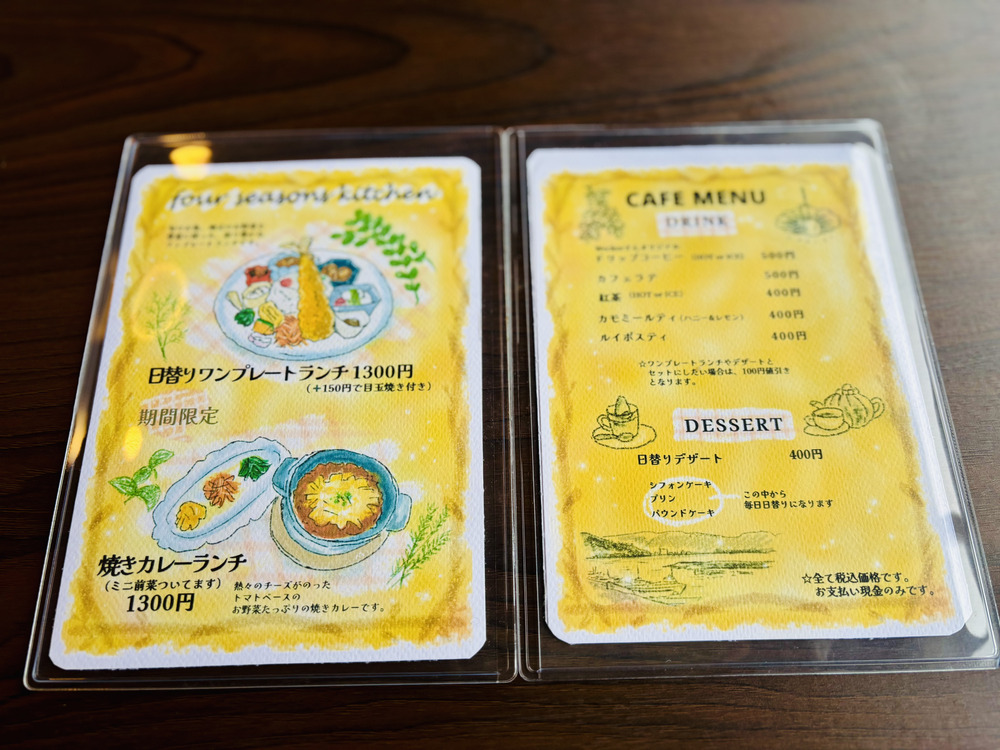 four seasons kitchen
日替りワンプレートランチ 1300円
(+150円で目玉焼き付き)
期間限定
焼きカレーランチ
(ミニ前菜ついてます)
1300円
熱々のチーズがのった
トマトベースの
お野菜たっぷりの焼きカレーです。
CAFE MENU
DRINK
ドリップコーヒー (HOT or ICE) 500円
カフェラテ 500円
紅茶 (HOT or ICE) 400円
カモミールティ(ハニー&レモン) 400円
ルイボスティ 400円
☆ワンプレートランチやデザートと
セットにしたい場合は、100円値引き
となります。
DESSERT
日替りデザート 400円
シフォンケーキ
プリン
パウンドケーキ
この中から
毎日日替りになります
☆全て税込価格です。
お支払い現金のみです。